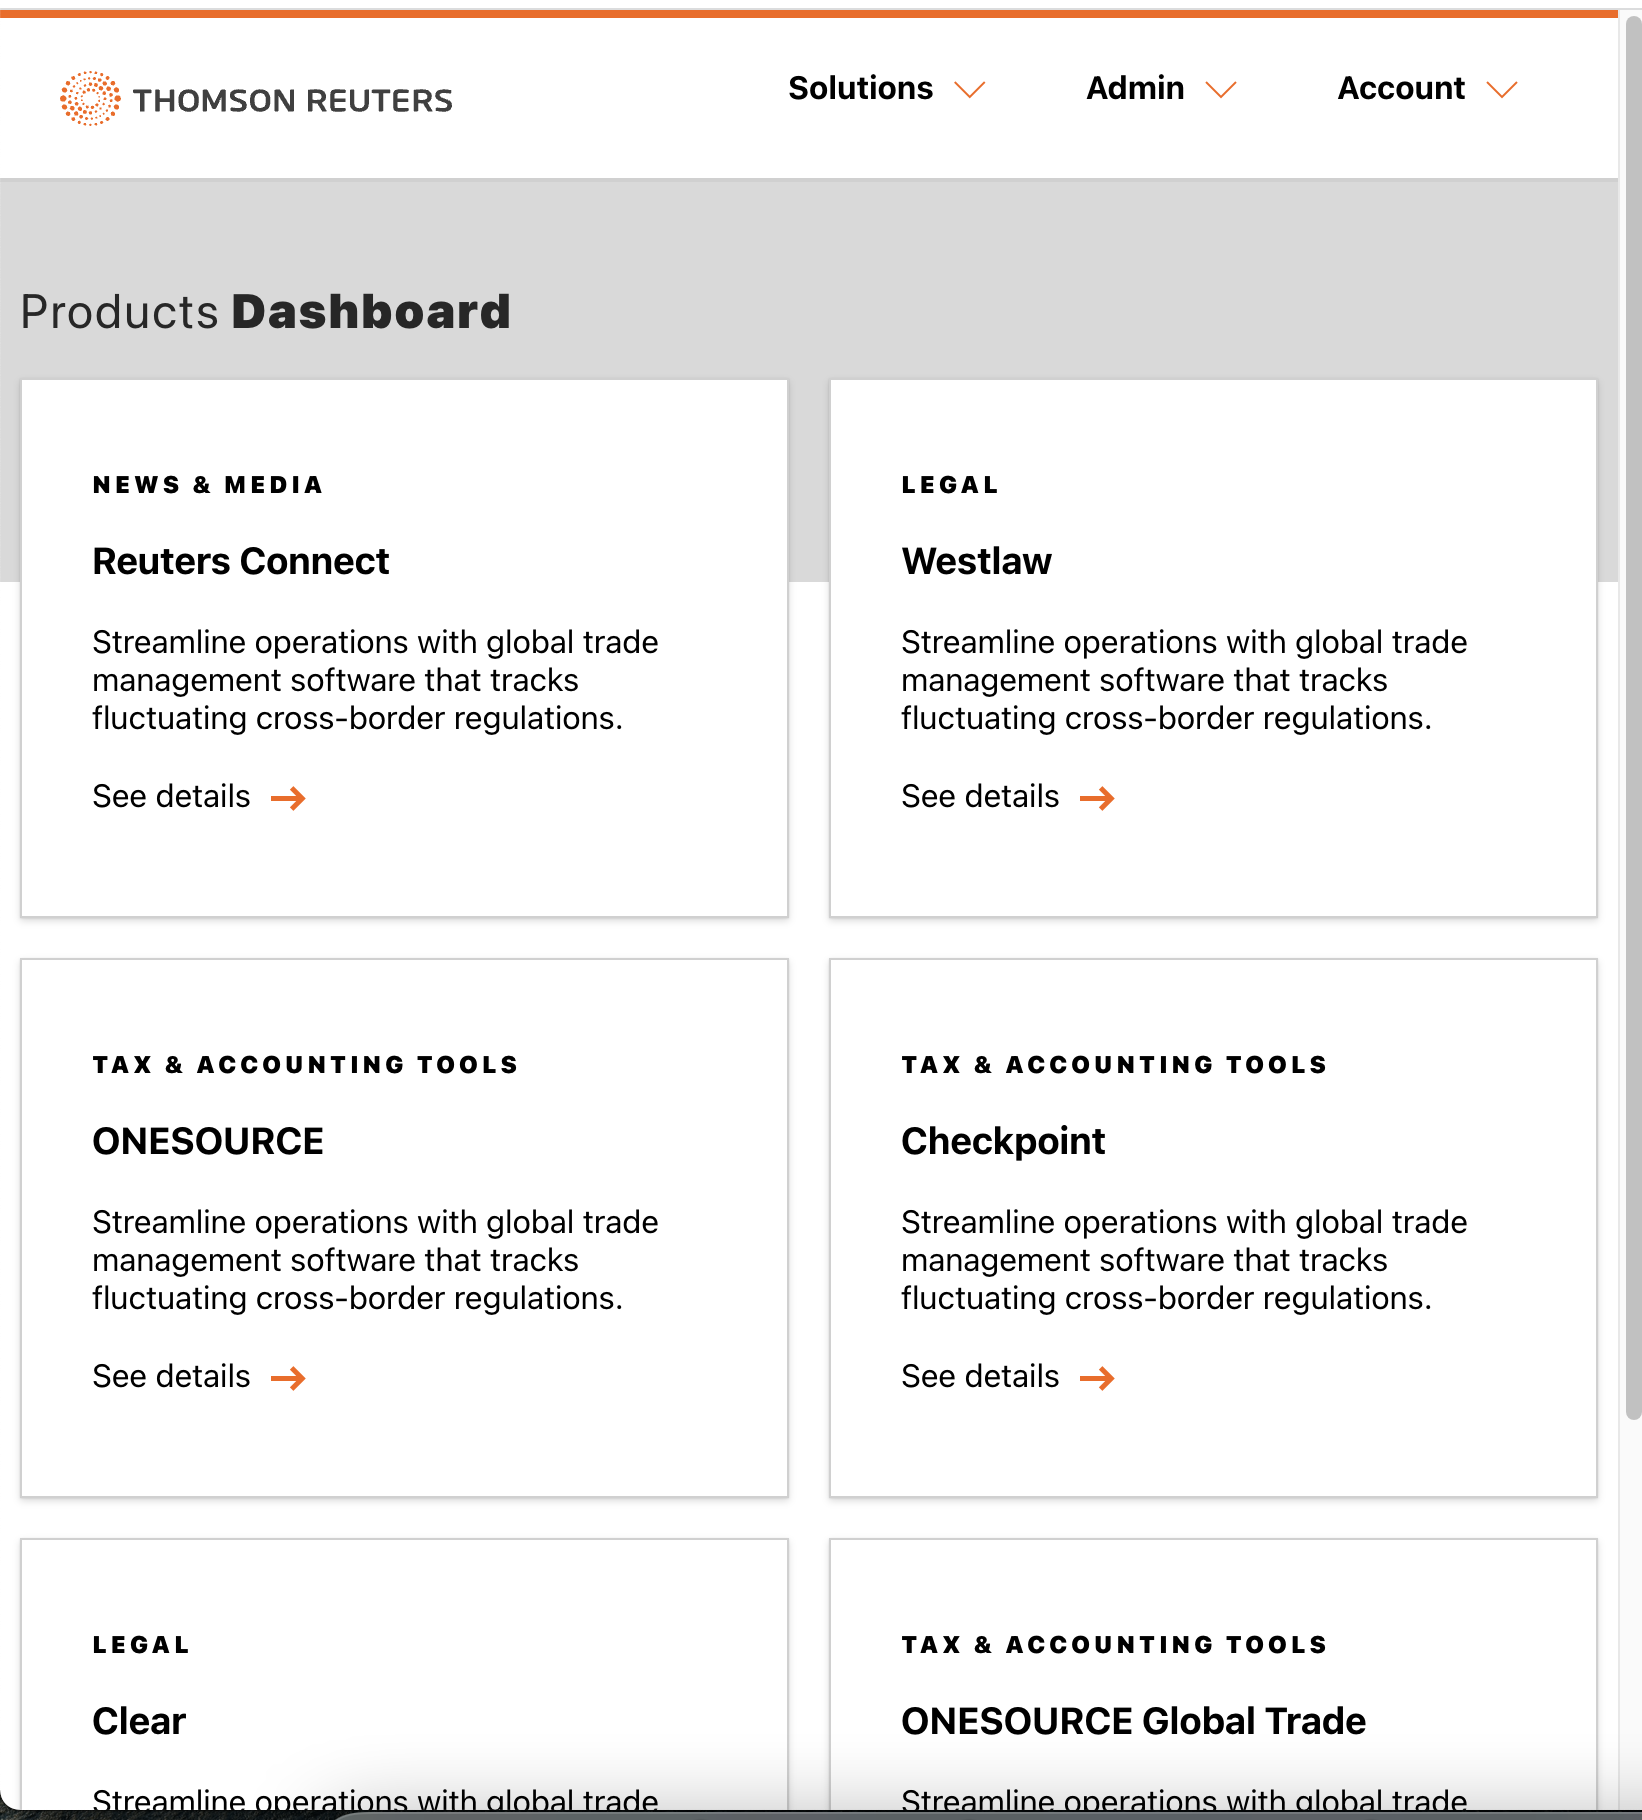 THOMSON REUTERS
Solutions
Admin
Account
Products Dashboard
NEWS & MEDIA
Reuters Connect
Streamline operations with global trade
management software that tracks
fluctuating cross-border regulations.
See details
LEGAL
Westlaw
Streamline operations with global trade
management software that tracks
fluctuating cross-border regulations.
See details
TAX & ACCOUNTING TOOLS
ONESOURCE
Streamline operations with global trade
management software that tracks
fluctuating cross-border regulations.
See details
TAX & ACCOUNTING TOOLS
Checkpoint
Streamline operations with global trade
management software that tracks
fluctuating cross-border regulations.
See details
LEGAL
Clear
Streamline operations with global trade
TAX & ACCOUNTING TOOLS
ONESOURCE Global Trade
Streamline operations with global trade